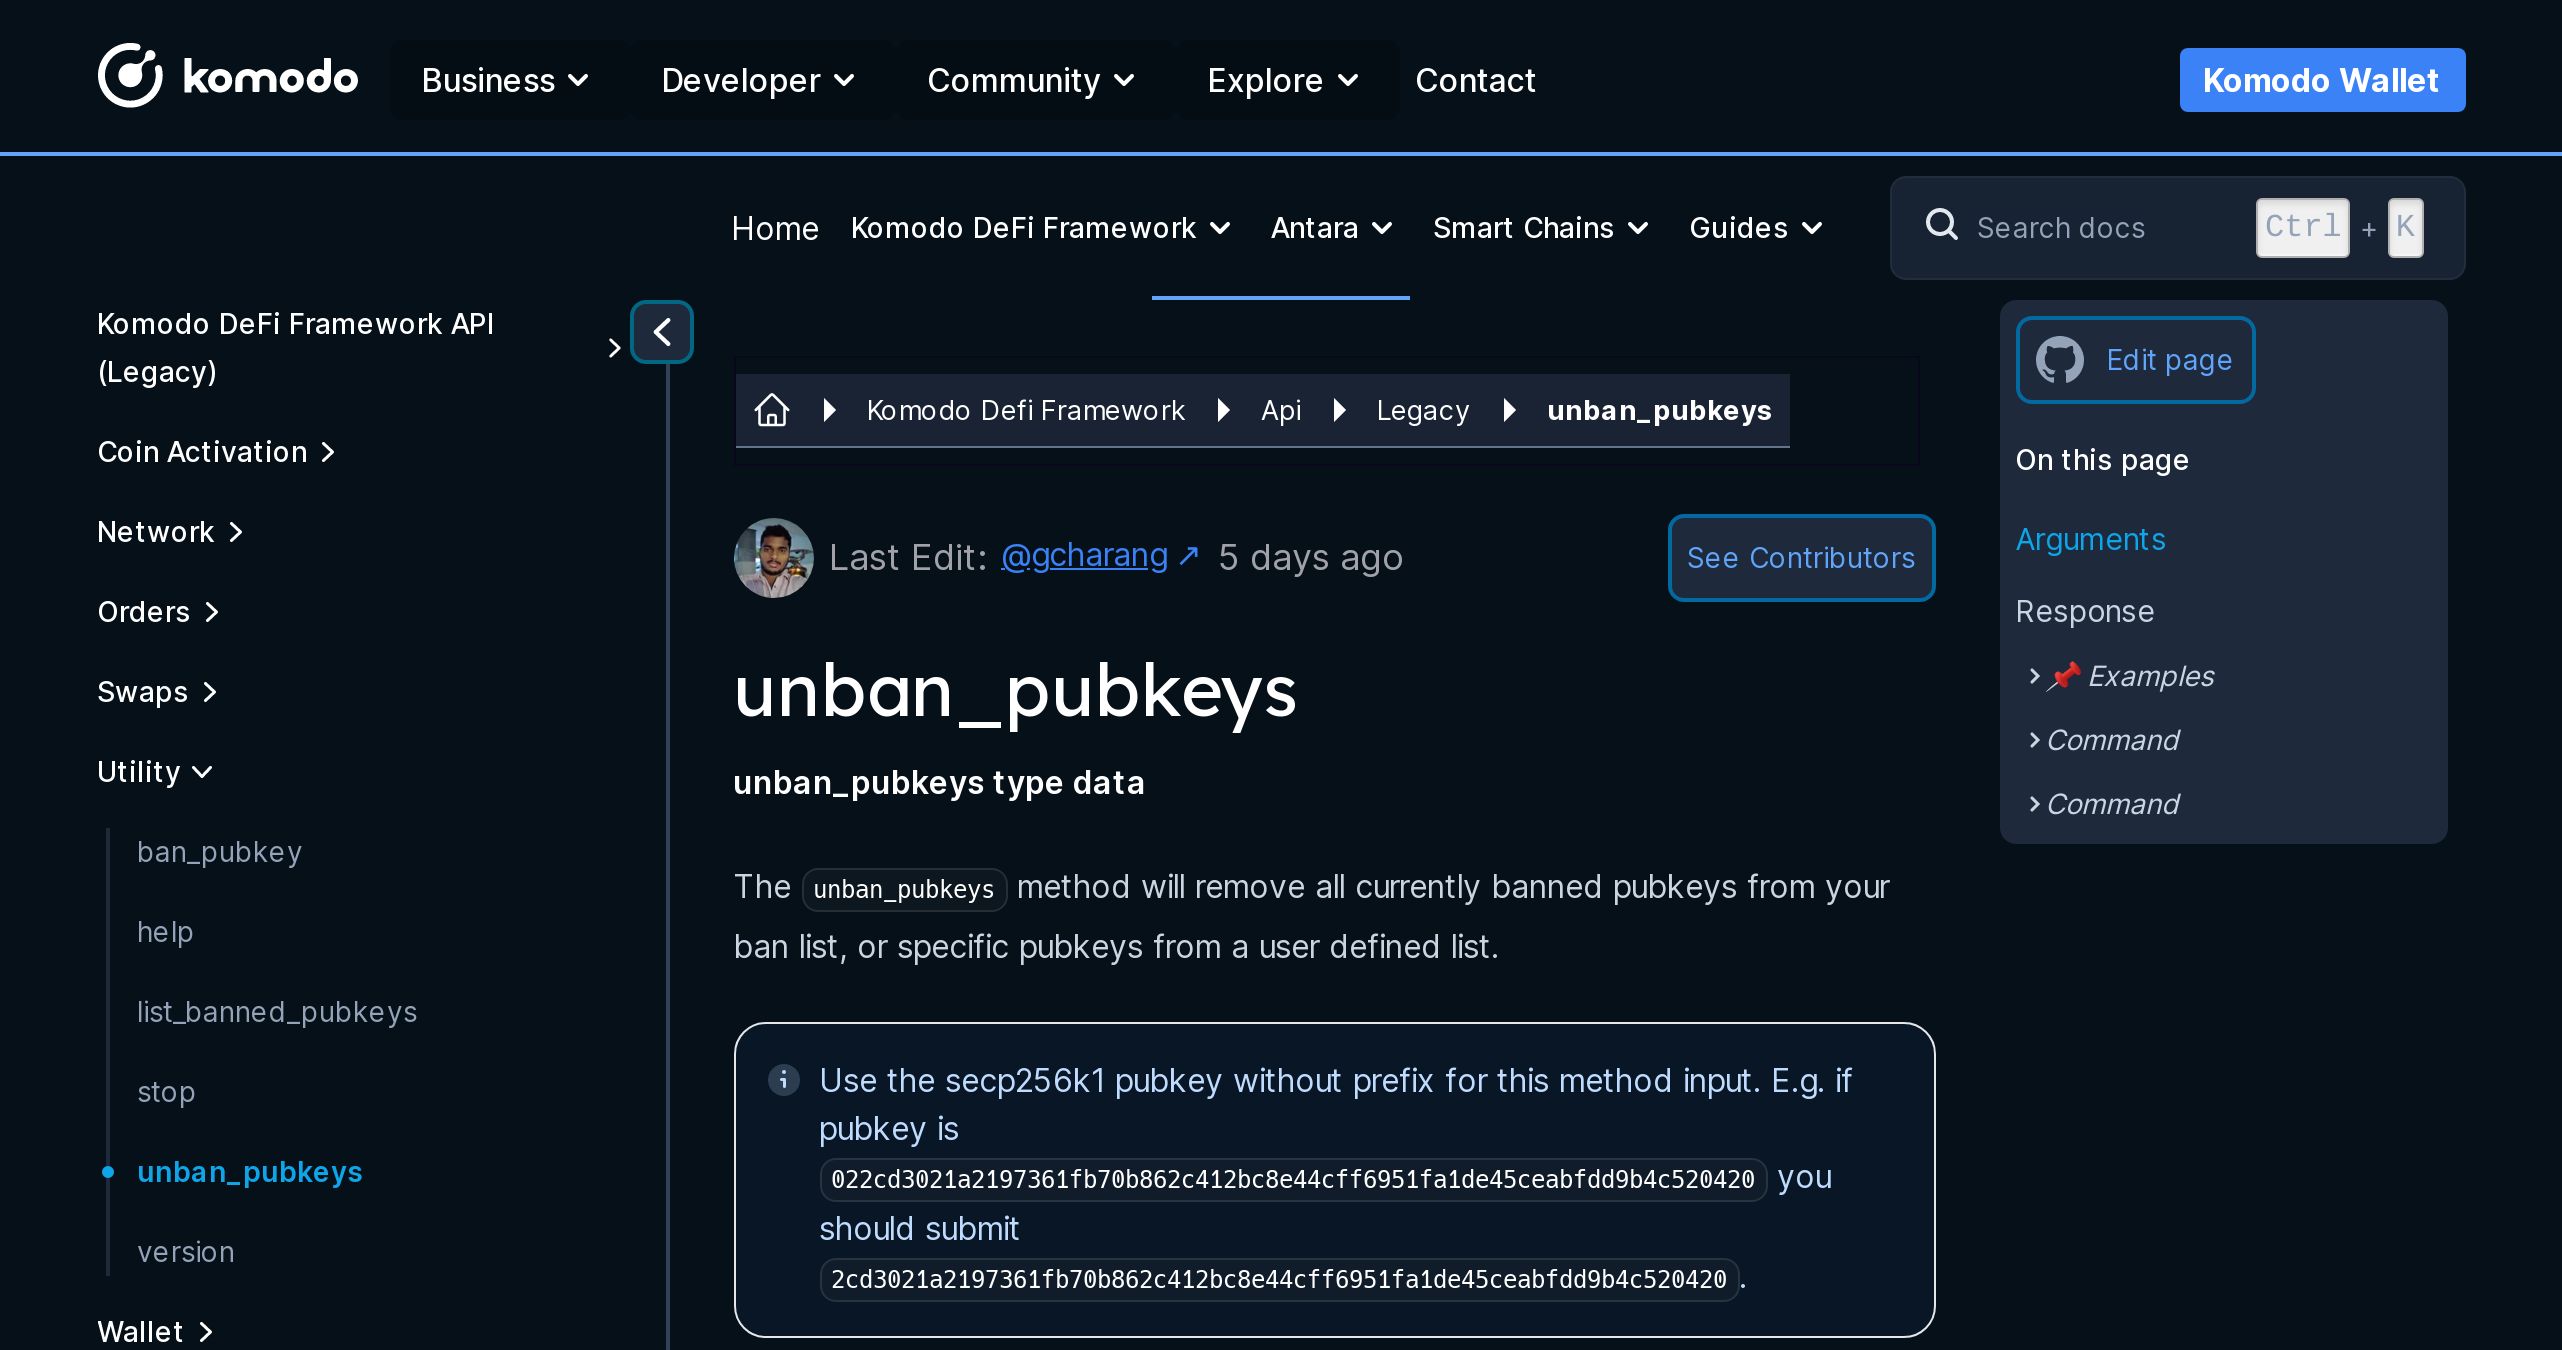 komodo Business Developer Community Explore Contact Komodo Wallet
Home Komodo DeFi Framework Antara Smart Chains Guides Search docs Ctrl + K
Komodo DeFi Framework API
(Legacy)
Coin Activation
Network
Orders
Swaps
Utility
ban_pubkey
help
list_banned_pubkeys
stop
unban_pubkeys
version
Wallet
Komodo Defi Framework Api Legacy unban_pubkeys
Last Edit: @gcharang ↗ 5 days ago See Contributors
unban_pubkeys
unban_pubkeys type data
The unban_pubkeys method will remove all currently banned pubkeys from your
ban list, or specific pubkeys from a user defined list.
Use the secp256k1 pubkey without prefix for this method input. E.g. if
pubkey is
022cd3021a2197361fb70b862c412bc8e44cff6951fa1de45ceabfdd9b4c520420 you
should submit
2cd3021a2197361fb70b862c412bc8e44cff6951fa1de45ceabfdd9b4c520420.
Edit page
On this page
Arguments
Response
📌 Examples
Command
Command